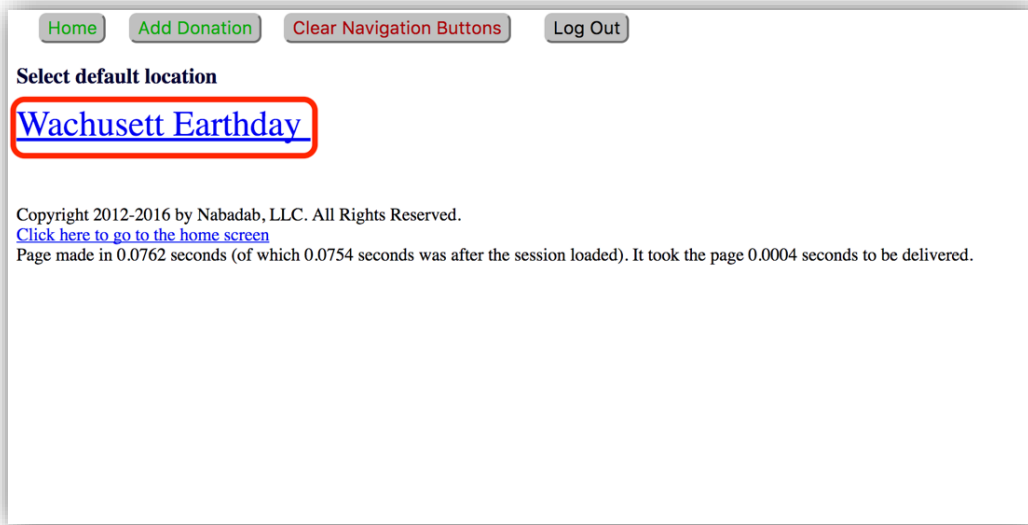 Home Add Donation Clear Navigation Buttons Log Out
Select default location
Wachusett Earthday
Copyright 2012-2016 by Nabadab, LLC. All Rights Reserved.
Click here to go to the home screen
Page made in 0.0762 seconds (of which 0.0754 seconds was after the session loaded). It took the page 0.0004 seconds to be delivered.